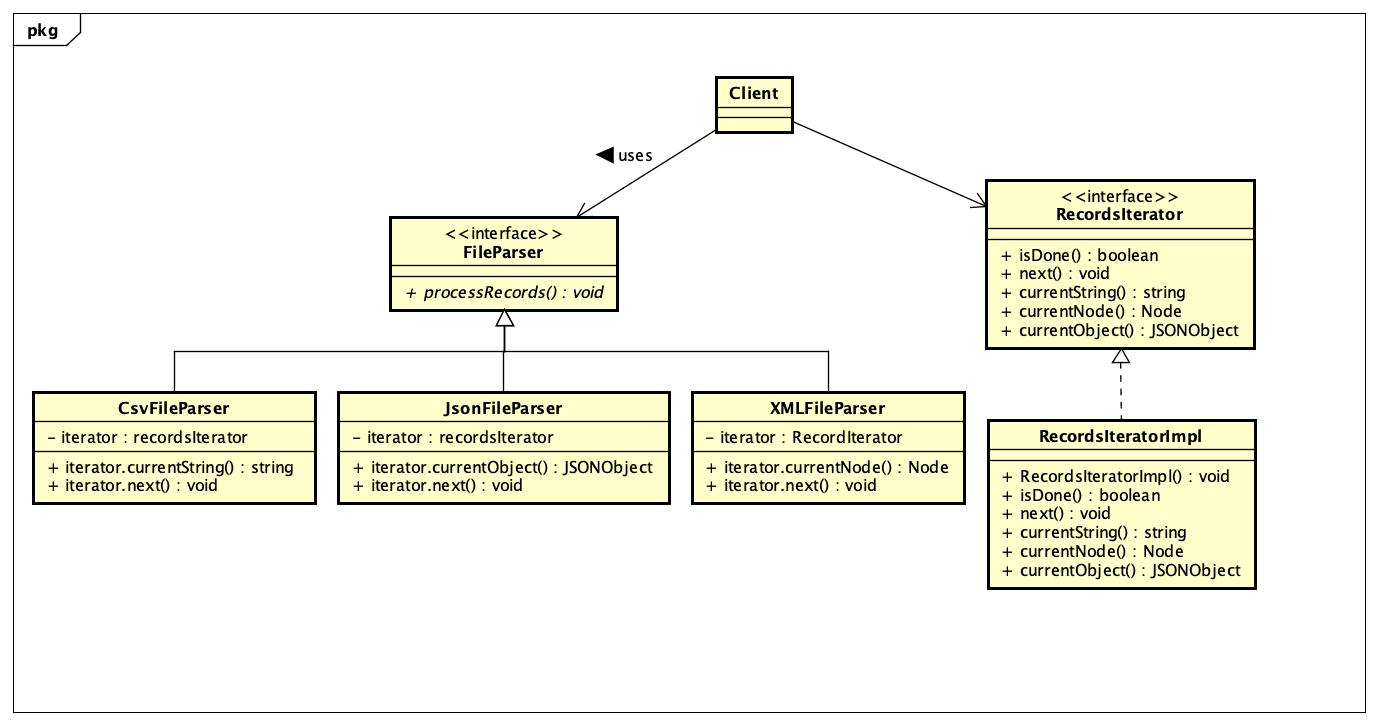 pkg
Client
uses
<<interface>>
FileParser
+ processRecords() : void
<<interface>>
RecordsIterator
+ isDone() : boolean
+ next() : void
+ currentString() : string
+ currentNode() : Node
+ currentObject() : JSONObject
CsvFileParser
- iterator : recordsIterator
+ iterator.currentString() : string
+ iterator.next() : void
JsonFileParser
- iterator : recordsIterator
+ iterator.currentObject() : JSONObject
+ iterator.next() : void
XMLFileParser
- iterator : RecordIterator
+ iterator.currentNode() : Node
+ iterator.next() : void
RecordsIteratorImpl
+ RecordsIteratorImpl() : void
+ isDone() : boolean
+ next() : void
+ currentString() : string
+ currentNode() : Node
+ currentObject() : JSONObject